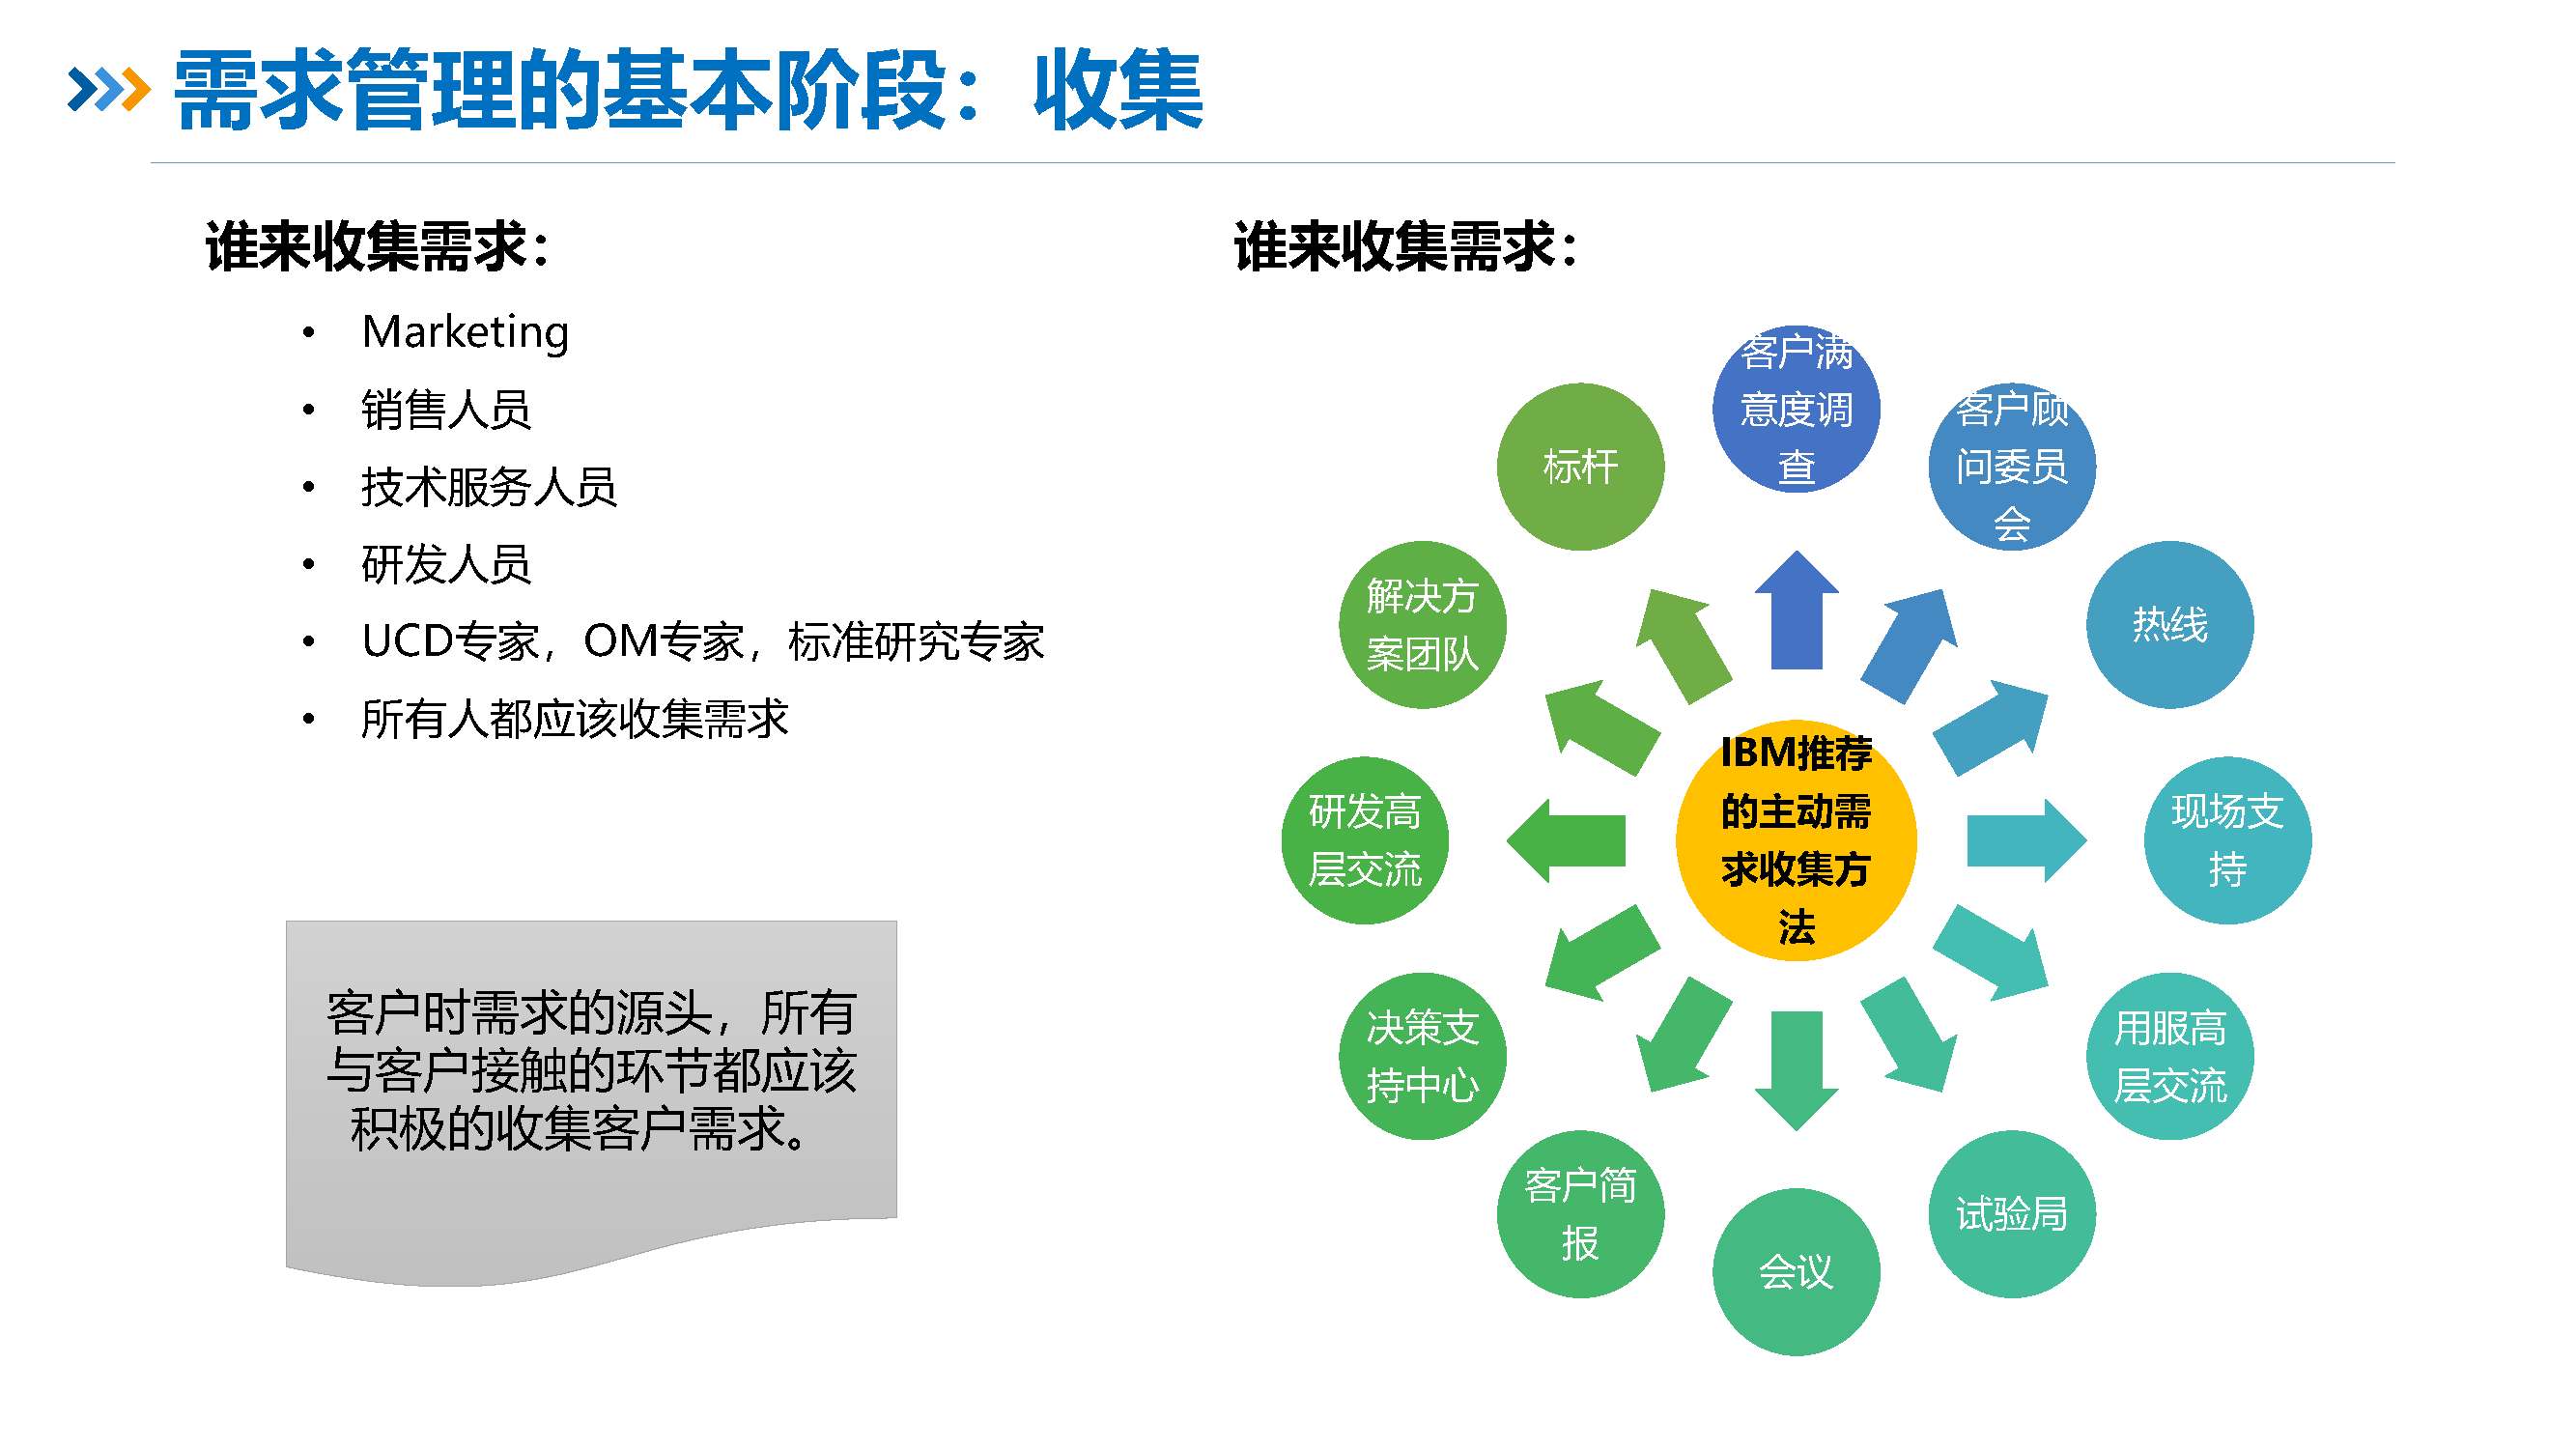 需求管理的基本阶段：收集
谁来收集需求：
• Marketing
• 销售人员
• 技术服务人员
• 研发人员
• UCD专家，OM专家，标准研究专家
• 所有人都应该收集需求
客户时需求的源头，所有
与客户接触的环节都应该
积极的收集客户需求。
谁来收集需求：
客户满
意度调
查
客户顾
问委员
会
热线
现场支
持
用服高
层交流
试验局
会议
客户简
报
决策支
持中心
研发高
层交流
解决方
案团队
标杆
IBM推荐
的主动需
求收集方
法